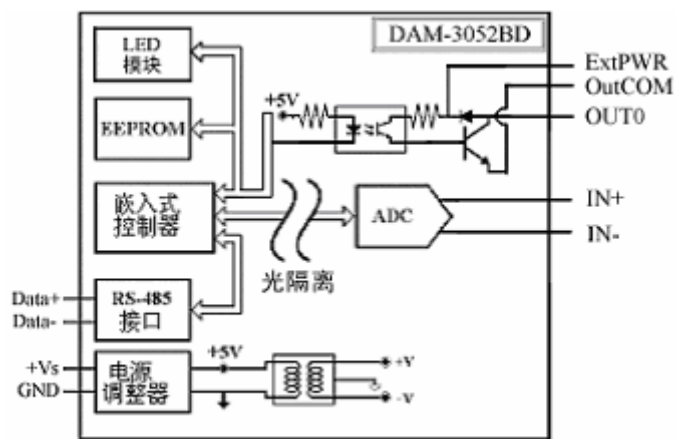 DAM-3052BD
LED
模块
EEPROM
嵌入式
控制器
RS-485
接口
电源
调整器
+5V
ExtPWR
OutCOM
OUT0
IN+
IN-
ADC
光隔离
Data+
Data-
+Vs
GND
+5V
+V
-V